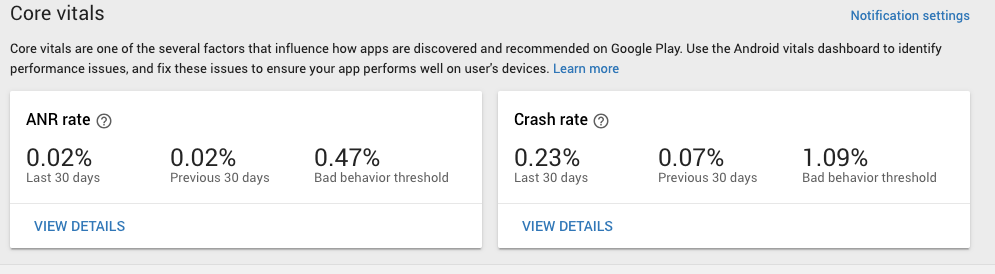 Core vitals
Notification settings
Core vitals are one of the several factors that influence how apps are discovered and recommended on Google Play. Use the Android vitals dashboard to identify
performance issues, and fix these issues to ensure your app performs well on user's devices. Learn more
ANR rate ?
0.02% 0.02% 0.47%
Last 30 days Previous 30 days Bad behavior threshold
VIEW DETAILS
Crash rate ?
0.23% 0.07% 1.09%
Last 30 days Previous 30 days Bad behavior threshold
VIEW DETAILS